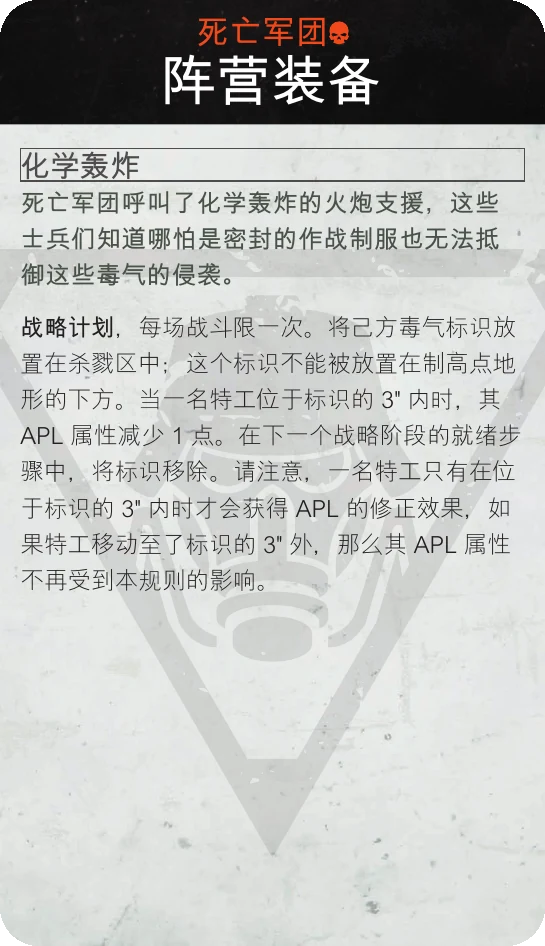 死亡军团
阵营装备
化学轰炸
死亡军团呼叫了化学轰炸的火炮支援，这些
士兵们知道哪怕是密封的作战制服也无法抵
御这些毒气的侵袭。
战略计划，每场战斗限一次。将己方毒气标识放
置在杀戮区中；这个标识不能被放置在制高点地
形的下方。当一名特工位于标识的 3" 内时，其
APL 属性减少 1 点。在下一个战略阶段的就绪步
骤中，将标识移除。请注意，一名特工只有在位
于标识的 3" 内时才会获得 APL 的修正效果，如
果特工移动至了标识的 3" 外，那么其 APL 属性
不再受到本规则的影响。